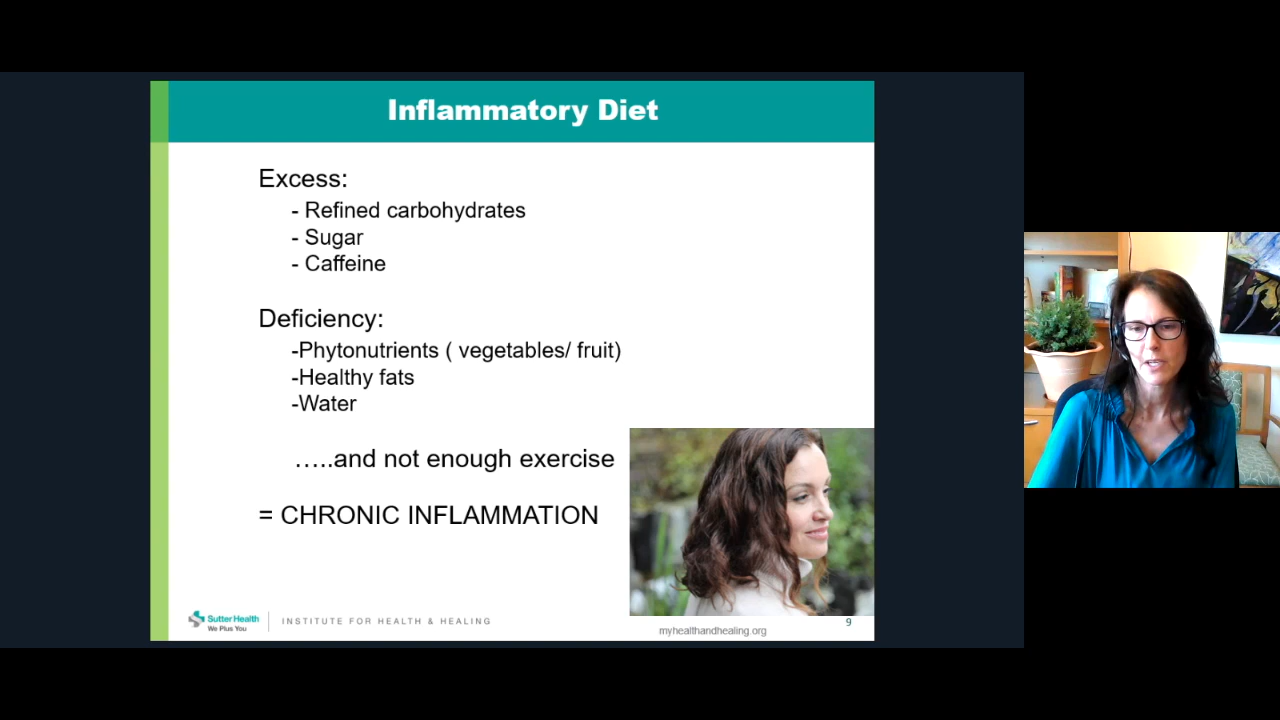 Inflammatory Diet
Excess:
- Refined carbohydrates
- Sugar
- Caffeine
Deficiency:
-Phytonutrients ( vegetables/ fruit)
-Healthy fats
-Water
…..and not enough exercise
= CHRONIC INFLAMMATION
Sutter Health
We Plus You
INSTITUTE FOR HEALTH & HEALING
myhealthandhealing.org
9